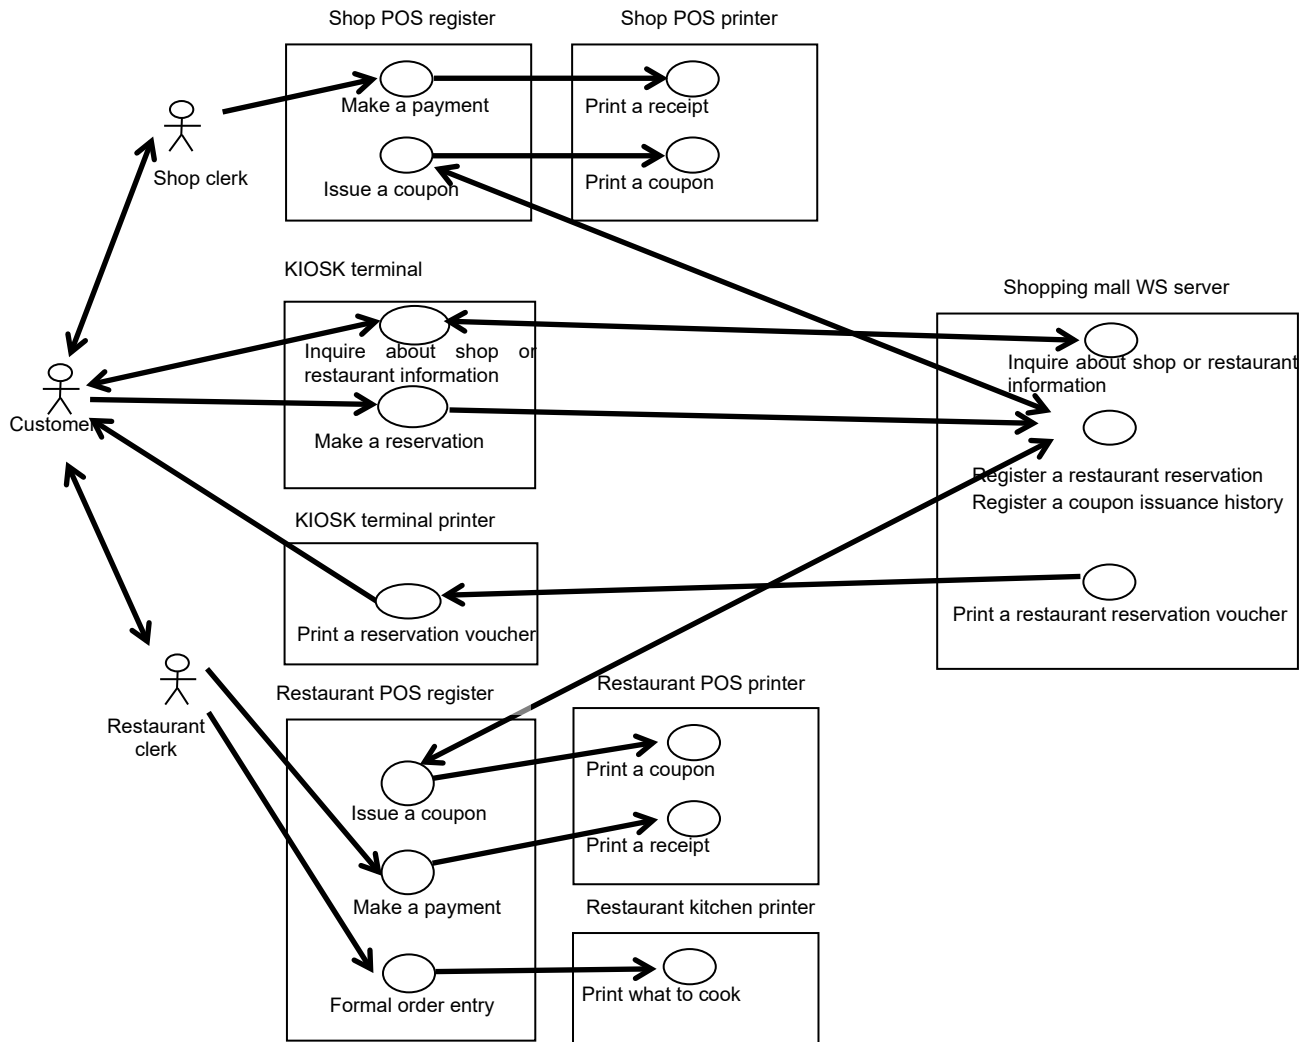 Shop POS register
Shop POS printer
Make a payment
Print a receipt
Shop clerk
Issue a coupon
Print a coupon
KIOSK terminal
Shopping mall WS server
Inquire about shop or
restaurant information
Inquire about shop or restaurant
information
Customer
Make a reservation
Register a restaurant reservation
Register a coupon issuance history
KIOSK terminal printer
Print a reservation voucher
Print a restaurant reservation voucher
Restaurant POS register
Restaurant POS printer
Restaurant
clerk
Print a coupon
Issue a coupon
Print a receipt
Make a payment
Restaurant kitchen printer
Print what to cook
Formal order entry